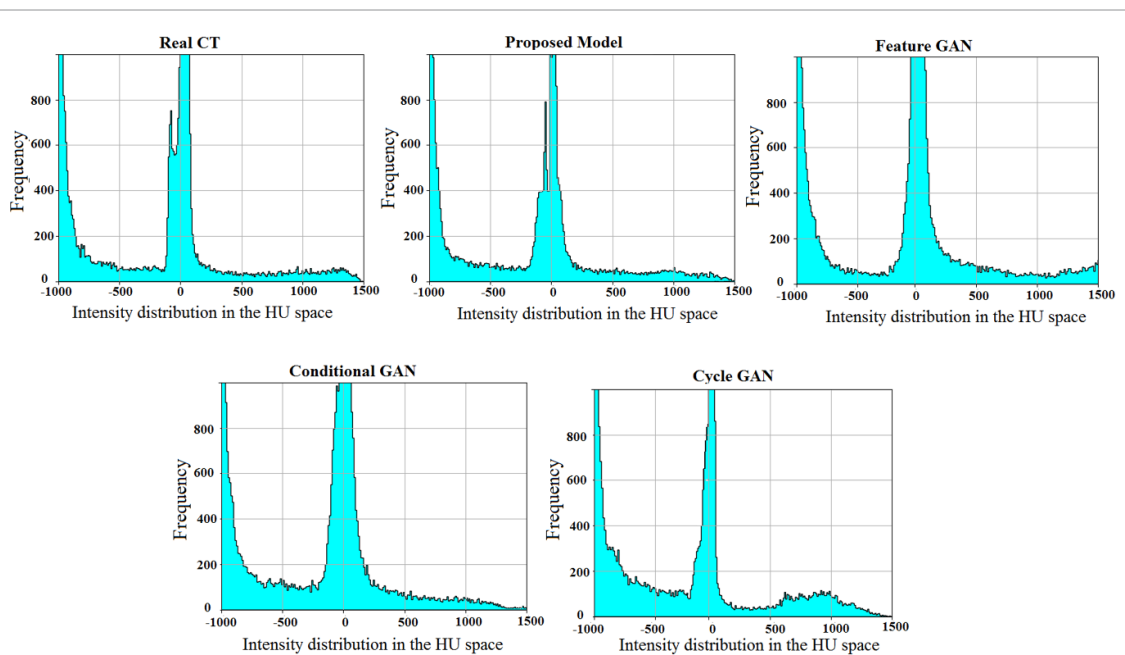 Real CT
Frequency
800
600
400
200
0
-1000 -500 0 500 1000 1500
Intensity distribution in the HU space
Proposed Model
Frequency
800
600
400
200
0
-1000 -500 0 500 1000 1500
Intensity distribution in the HU space
Feature GAN
Frequency
800
600
400
200
0
-1000 -500 0 500 1000 1500
Intensity distribution in the HU space
Conditional GAN
Frequency
800
600
400
200
0
-1000 -500 0 500 1000 1500
Intensity distribution in the HU space
Cycle GAN
Frequency
800
600
400
200
0
-1000 -500 0 500 1000 1500
Intensity distribution in the HU space